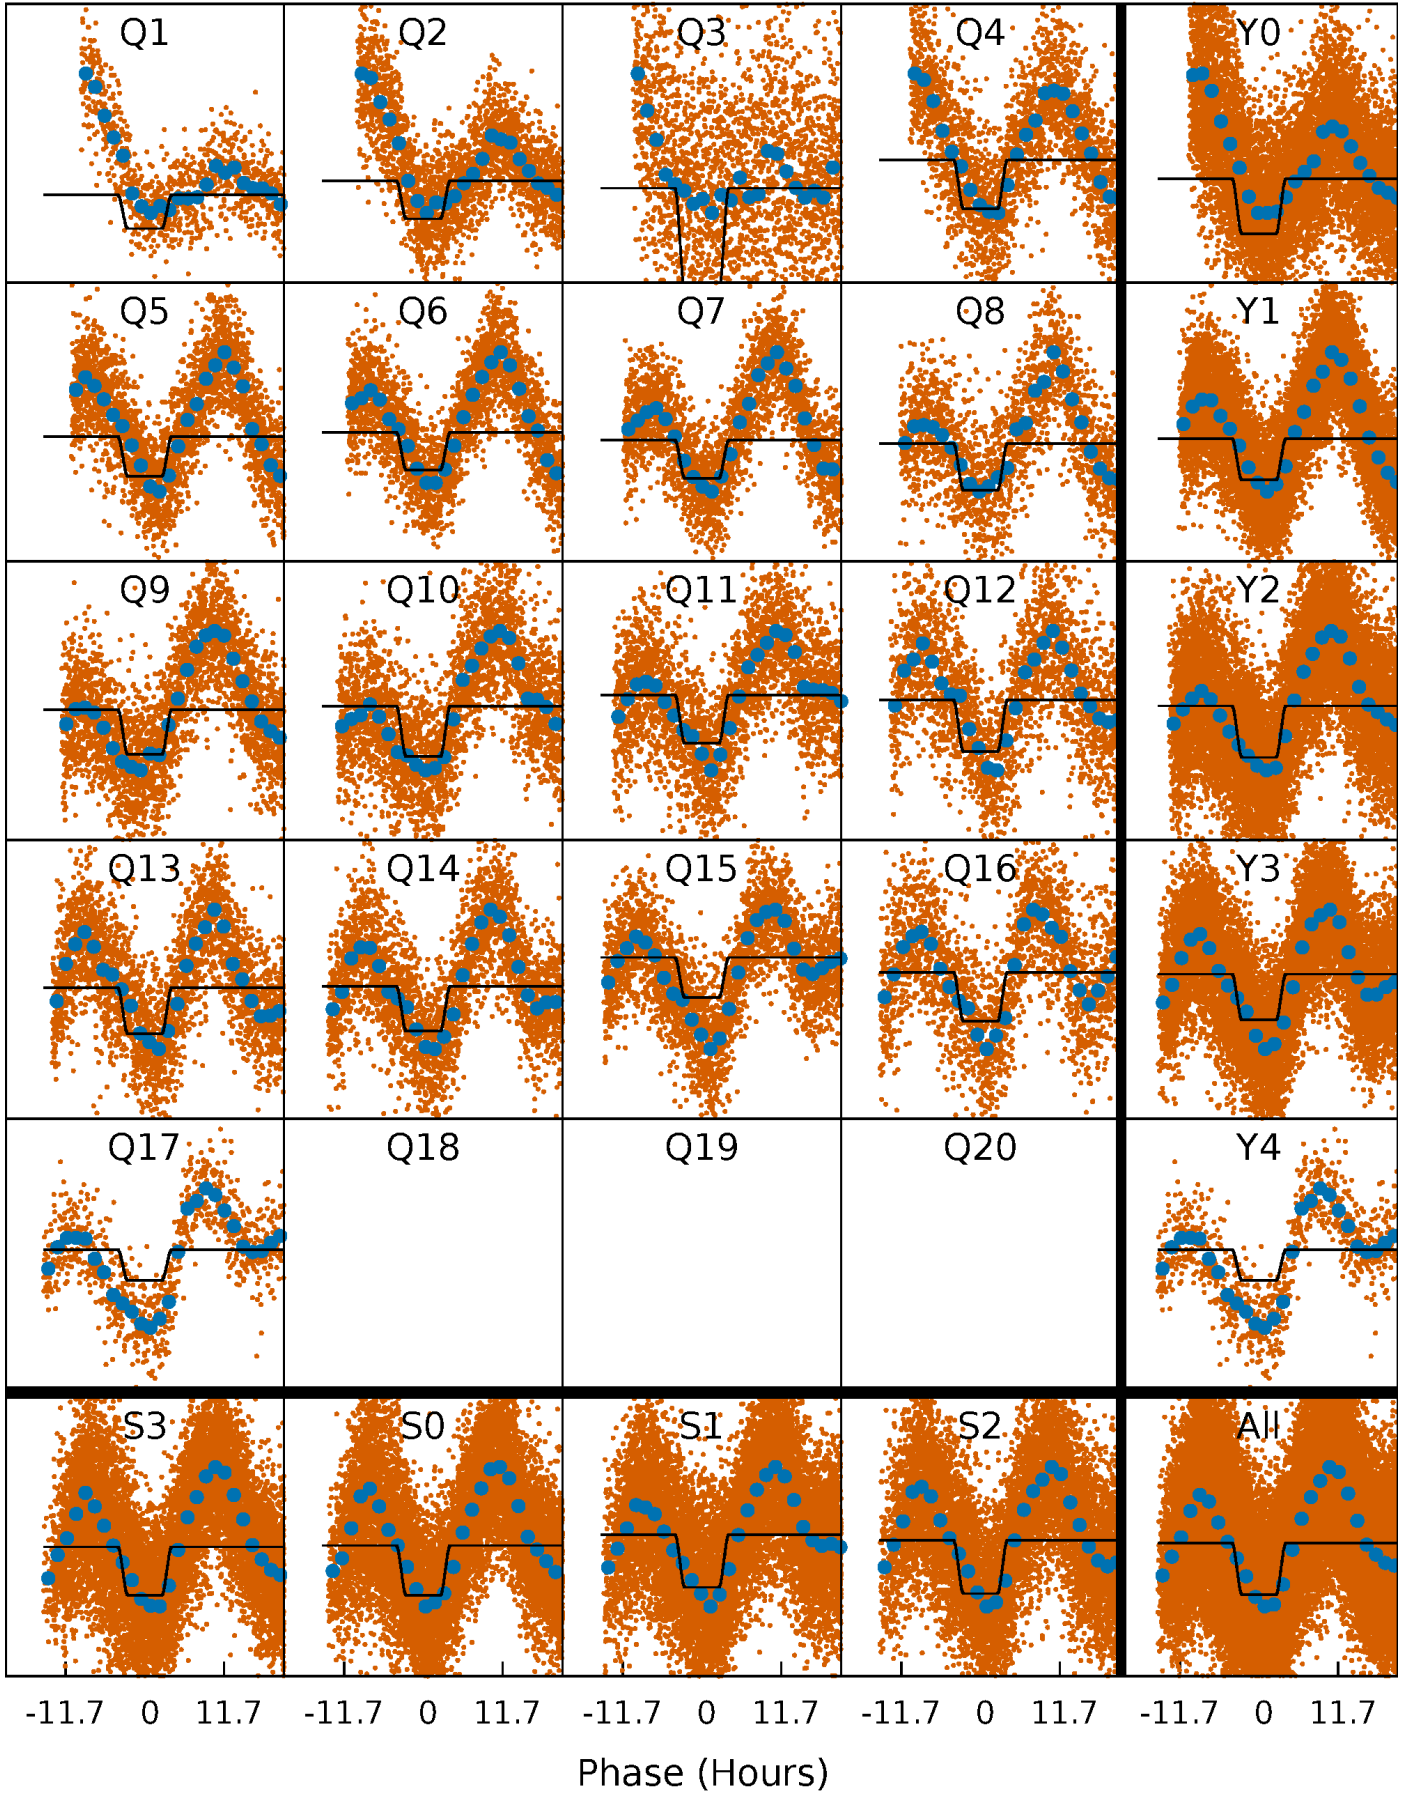 Q1 Q2 Q3 Q4 Y0
Q5 Q6 Q7 Q8 Y1
Q9 Q10 Q11 Q12 Y2
Q13 Q14 Q15 Q16 Y3
Q17 Q18 Q19 Q20 Y4
S3 S0 S1 S2 All
-11.7 0 11.7 -11.7 0 11.7 -11.7 0 11.7 -11.7 0 11.7 -11.7 0 11.7
Phase (Hours)